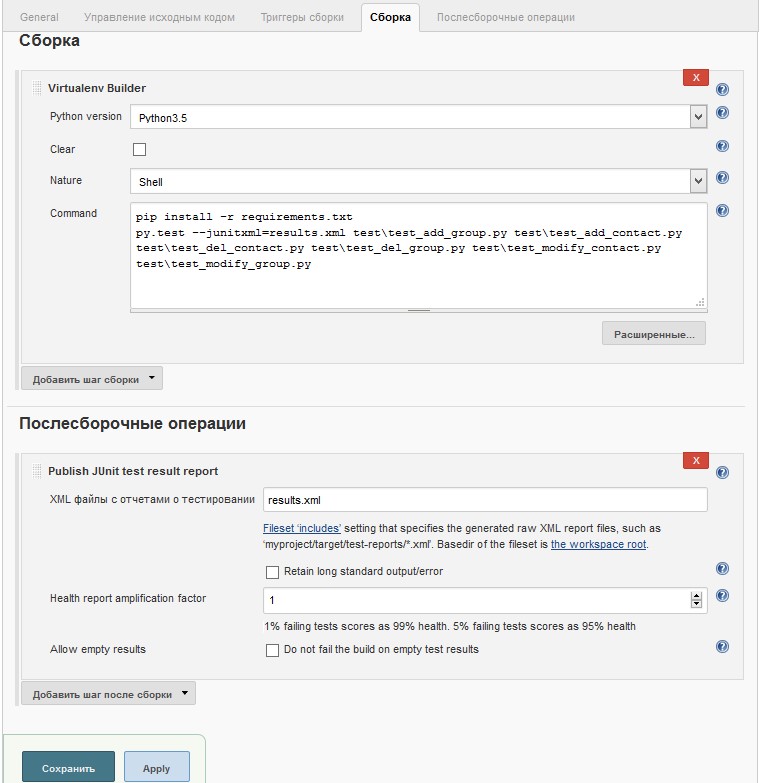 General Управление исходным кодом Триггеры сборки Сборка Послесборочные операции
Сборка
X
Virtualenv Builder
Python version Python3.5
Clear
Nature Shell
Command
pip install -r requirements.txt
py.test --junitxml=results.xml test\test_add_group.py test\test_add_contact.py
test\test_del_contact.py test\test_del_group.py test\test_modify_contact.py
test\test_modify_group.py
Расширенные...
Добавить шаг сборки
Послесборочные операции
X
Publish JUnit test result report
XML файлы с отчетами о тестировании results.xml
Fileset 'includes' setting that specifies the generated raw XML report files, such as
'myproject/target/test-reports/*.xml'. Basedir of the fileset is the workspace root.
Retain long standard output/error
Health report amplification factor 1
1% failing tests scores as 99% health. 5% failing tests scores as 95% health
Allow empty results Do not fail the build on empty test results
Добавить шаг после сборки
Сохранить Apply